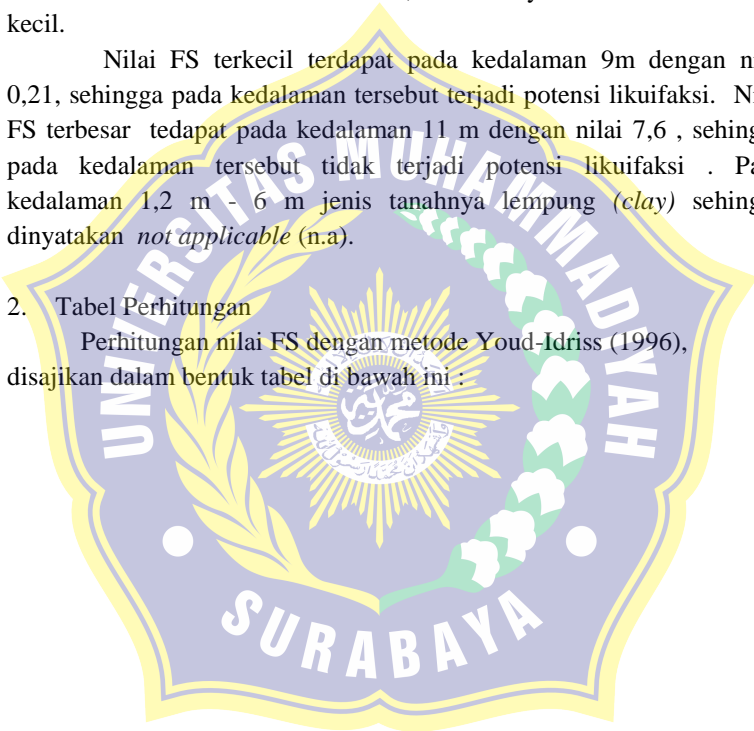 kecil.
Nilai FS terkecil terdapat pada kedalaman 9m dengan ni
0,21, sehingga pada kedalaman tersebut terjadi potensi likuifaksi. Ni
FS terbesar tedapat pada kedalaman 11 m dengan nilai 7,6 , sehing
pada kedalaman tersebut tidak terjadi potensi likuifaksi . Pa
kedalaman 1,2 m - 6 m jenis tanahnya lempung (clay) sehing
dinyatakan not applicable (n.a).
2. Tabel Perhitungan
Perhitungan nilai FS dengan metode Youd-Idriss (1996),
disajikan dalam bentuk tabel di bawah ini :
UNIVERSITAS MUHAMMADIYAH
SURABAYA
محمد